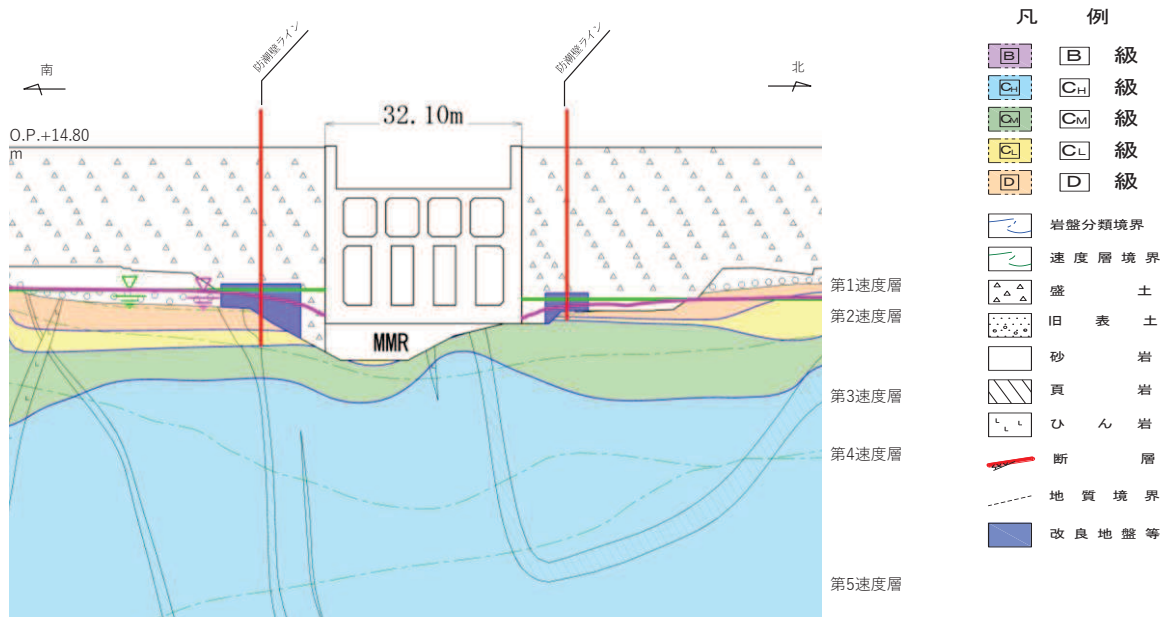 南
防潮壁ライン
防潮壁ライン
北
32.10m
O.P.+14.80
m
MMR
第1速度層
第2速度層
第3速度層
第4速度層
第5速度層
凡 例
B B 級
CH CH 級
CM CM 級
CL CL 級
D D 級
岩盤分類境界
速度層境界
盛土
旧表土
砂岩
頁岩
ひん岩
断層
地質境界
改良地盤等